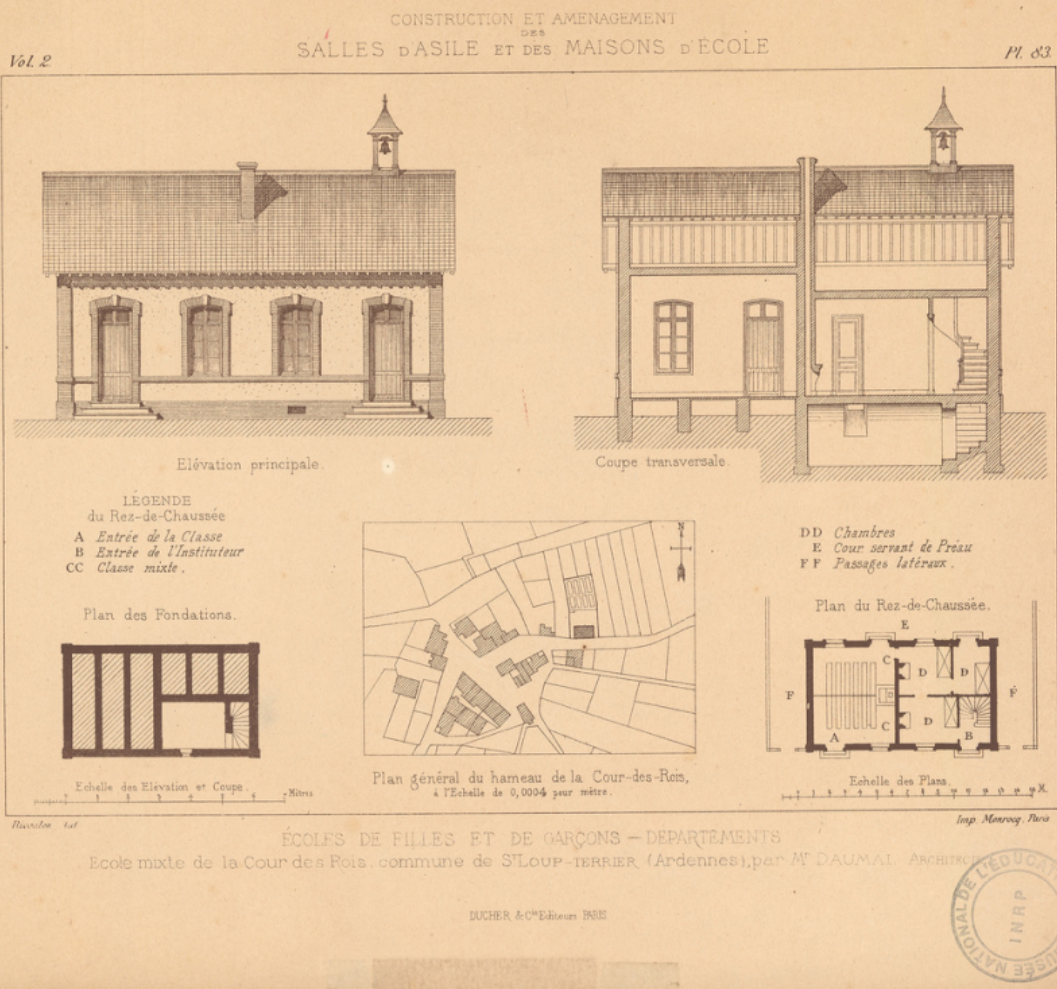 CONSTRUCTION ET AMÉNAGEMENT
DES
SALLES D'ASILE ET DES MAISONS D'ÉCOLE
Vol. 2
Pl. 83
Elévation principale.
Coupe transversale.
LÉGENDE
du Rez-de-Chaussée
A Entrée de la Classe
B Entrée de l'Instituteur
CC Classe mixte.
DD Chambres
E Cour servant de Préau
FF Passages latéraux.
Plan des Fondations.
N
Plan du Rez-de-Chaussée.
E
C
D
D
F
F
D
A
C
B
Echelle des Elévation et Coupe.
Mètres
Plan général du hameau de la Cour-des-Rois,
à l'Echelle de 0,0004 pour mètre.
Echelle des Plans.
M.
Imp. Monrocq. Paris
ÉCOLES DE FILLES ET DE GARÇONS – DÉPARTEMENTS
Ecole mixte de la Cour des Rois, commune de ST LOUP-TERRIER (Ardennes), par Mr DAUMAL
DUCHER & Cie Editeurs PARIS
MUSÉE NATIONAL DE L'ÉDUCAT
INRP